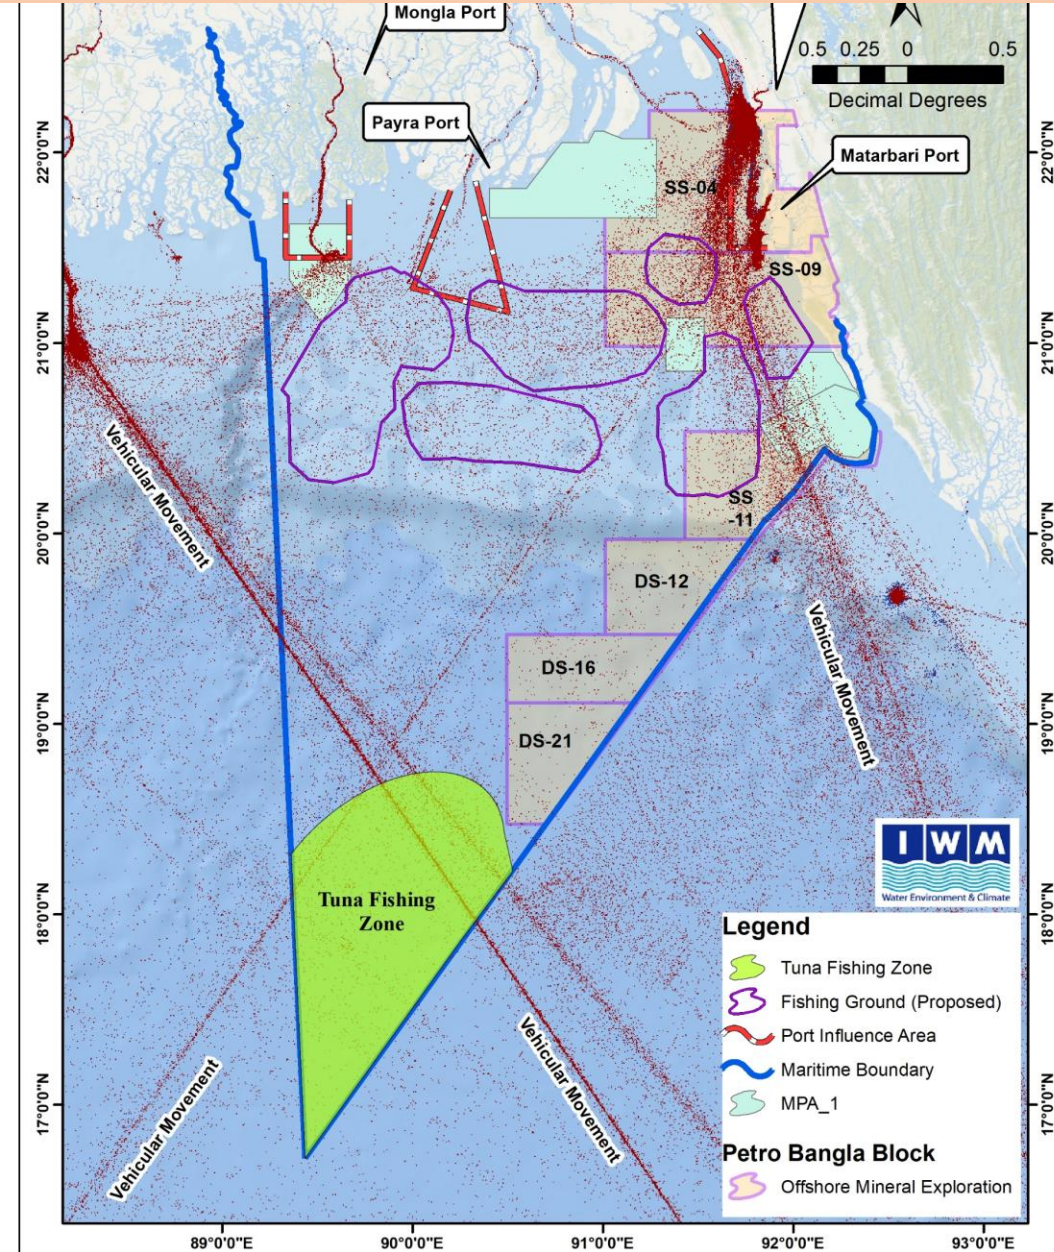 Mongla Port
0.5 0.25 0 0.5
Decimal Degrees
Payra Port
Matarbari Port
SS-04
SS-09
SS
-11
DS-12
DS-16
DS-21
Vehicular Movement
Vehicular Movement
Vehicular Movement
Vehicular Movement
Tuna Fishing
Zone
22°0'0"N
21°0'0"N
20°0'0"N
19°0'0"N
18°0'0"N
17°0'0"N
22°0'0"N
21°0'0"N
20°0'0"N
19°0'0"N
18°0'0"N
17°0'0"N
IWM
Water Environment & Climate
Legend
Tuna Fishing Zone
Fishing Ground (Proposed)
Port Influence Area
Maritime Boundary
MPA_1
Petro Bangla Block
Offshore Mineral Exploration
89°0'0"E 90°0'0"E 91°0'0"E 92°0'0"E 93°0'0"E